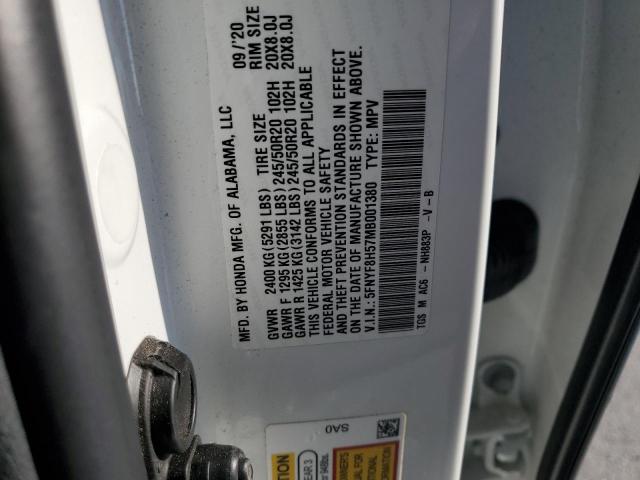 MFD. BY HONDA MFG. OF ALABAMA, LLC 09/'20
TIRE SIZE RIM SIZE
GVWR 2400 KG (5291 LBS)
GAWR F 1295 KG (2855 LBS) 245/50R20 102H 20X8.0J
GAWR R 1425 KG (3142 LBS) 245/50R20 102H 20X8.0J
THIS VEHICLE CONFORMS TO ALL APPLICABLE
FEDERAL MOTOR VEHICLE SAFETY
AND THEFT PREVENTION STANDARDS IN EFFECT
ON THE DATE OF MANUFACTURE SHOWN ABOVE.
V.I.N.: 5FNYF8H57MB001380 TYPE: MPV
TGS M AC6 - NH883P - V - B
SA0